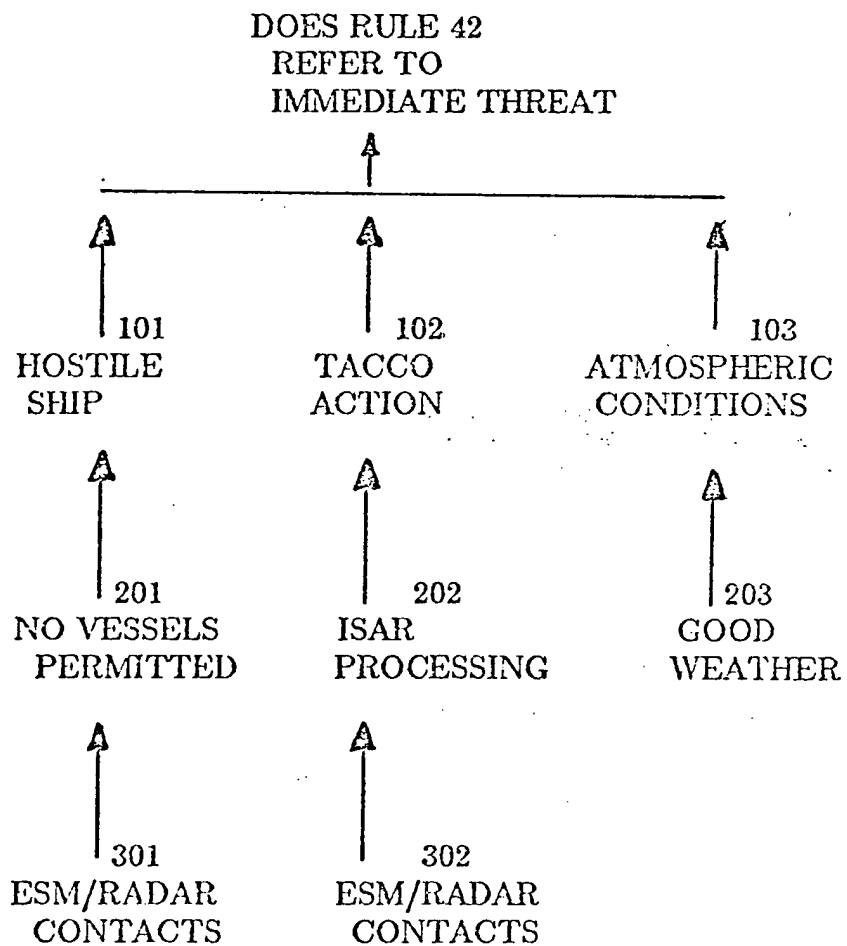 DOES RULE 42
REFER TO
IMMEDIATE THREAT
101 102 103
HOSTILE TACCO ATMOSPHERIC
SHIP ACTION CONDITIONS
201 202 203
NO VESSELS ISAR GOOD
PERMITTED PROCESSING WEATHER
301 302
ESM/RADAR ESM/RADAR
CONTACTS CONTACTS